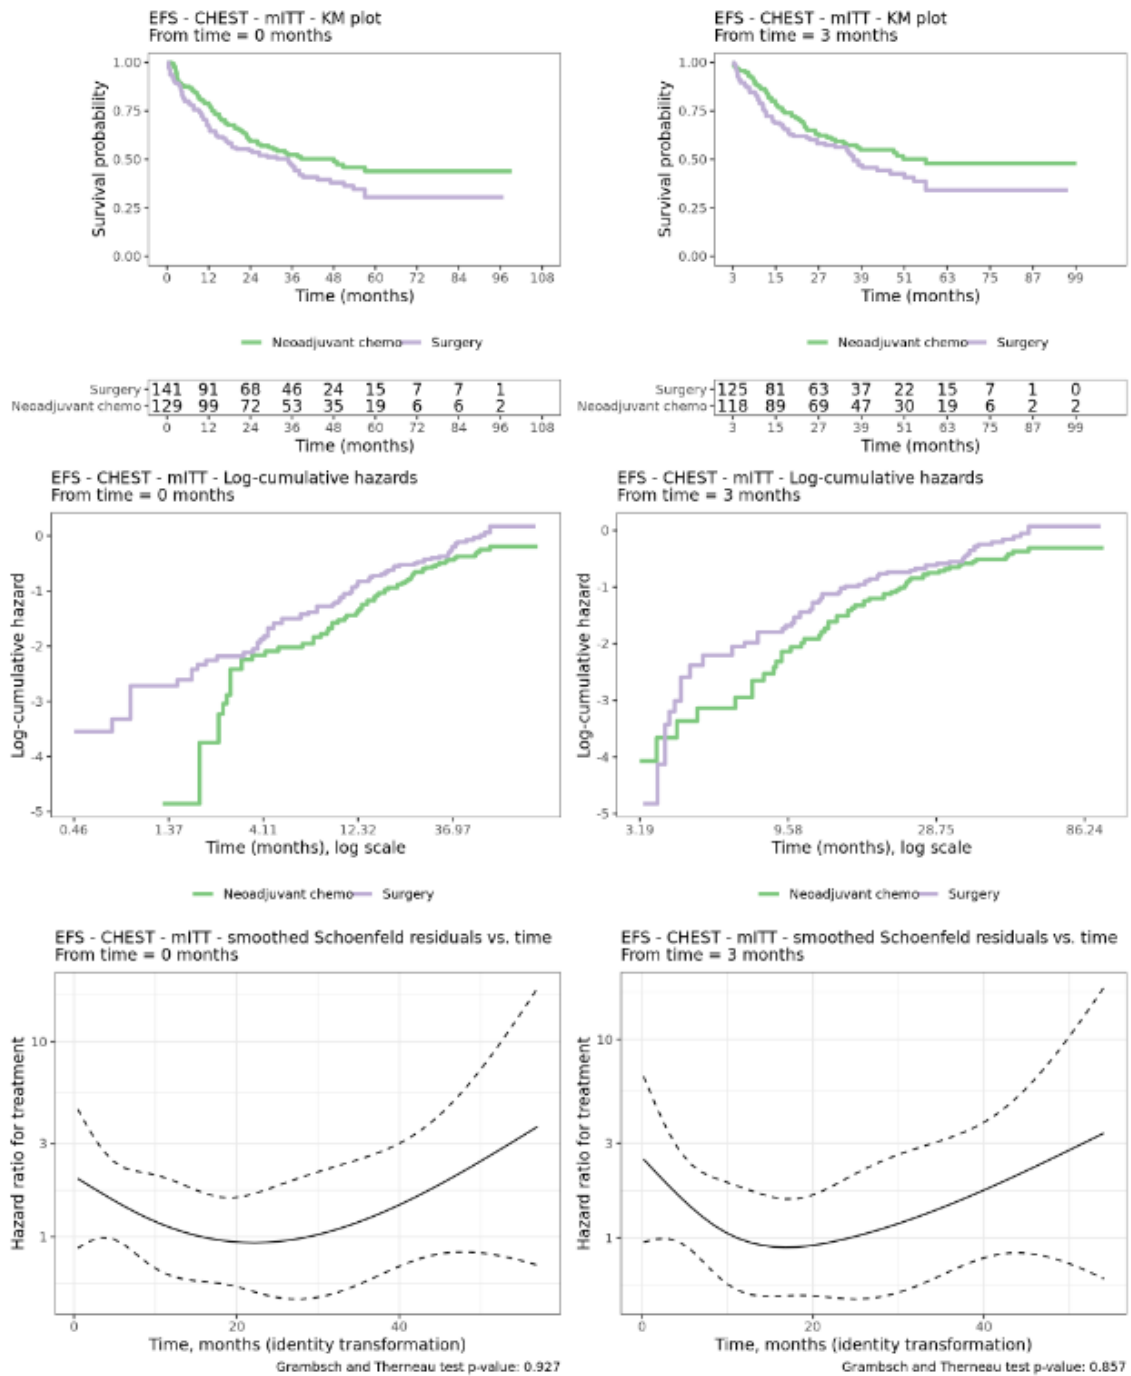 EFS - CHEST - mITT - KM plot
From time = 0 months
Survival probability
1.00
0.75
0.50
0.25
0.00
0 12 24 36 48 60 72 84 96 108
Time (months)
Neoadjuvant chemo Surgery
Surgery 141 91 68 46 24 15 7 7 1
Neoadjuvant chemo 129 99 72 53 35 19 6 6 2
0 12 24 36 48 60 72 84 96 108
Time (months)
EFS - CHEST - mITT - KM plot
From time = 3 months
Survival probability
1.00
0.75
0.50
0.25
0.00
3 15 27 39 51 63 75 87 99
Time (months)
Neoadjuvant chemo Surgery
Surgery 125 81 63 37 22 15 7 1 0
Neoadjuvant chemo 118 89 69 47 30 19 6 2 2
3 15 27 39 51 63 75 87 99
Time (months)
EFS - CHEST - mITT - Log-cumulative hazards
From time = 0 months
Log-cumulative hazard
0
-1
-2
-3
-4
-5
0.46 1.37 4.11 12.32 36.97
Time (months), log scale
Neoadjuvant chemo Surgery
EFS - CHEST - mITT - Log-cumulative hazards
From time = 3 months
Log-cumulative hazard
0
-1
-2
-3
-4
-5
3.19 9.58 28.75 86.24
Time (months), log scale
Neoadjuvant chemo Surgery
EFS - CHEST - mITT - smoothed Schoenfeld residuals vs. time
From time = 0 months
Hazard ratio for treatment
10
3
1
0 20 40
Time, months (identity transformation)
Grambsch and Therneau test p-value: 0.927
EFS - CHEST - mITT - smoothed Schoenfeld residuals vs. time
From time = 3 months
Hazard ratio for treatment
10
3
1
0 20 40
Time, months (identity transformation)
Grambsch and Therneau test p-value: 0.857